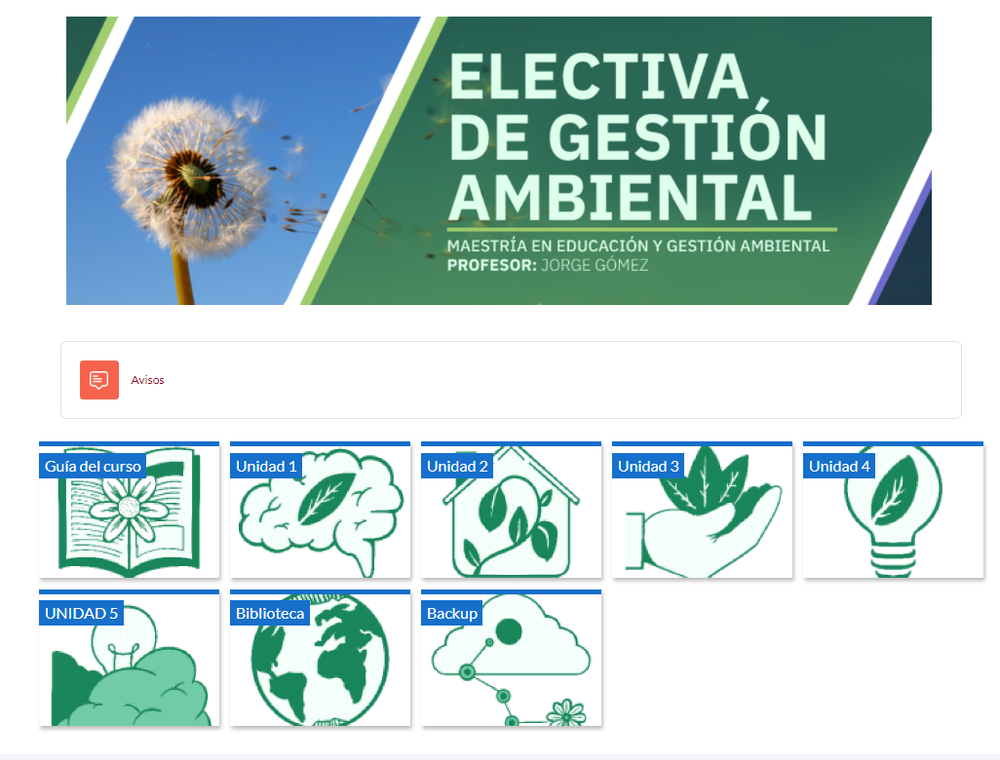 ELECTIVA
DE GESTIÓN
AMBIENTAL
MAESTRÍA EN EDUCACIÓN Y GESTIÓN AMBIENTAL
PROFESOR: JORGE GÓMEZ
Avisos
Guía del curso
Unidad 1
Unidad 2
Unidad 3
Unidad 4
UNIDAD 5
Biblioteca
Backup